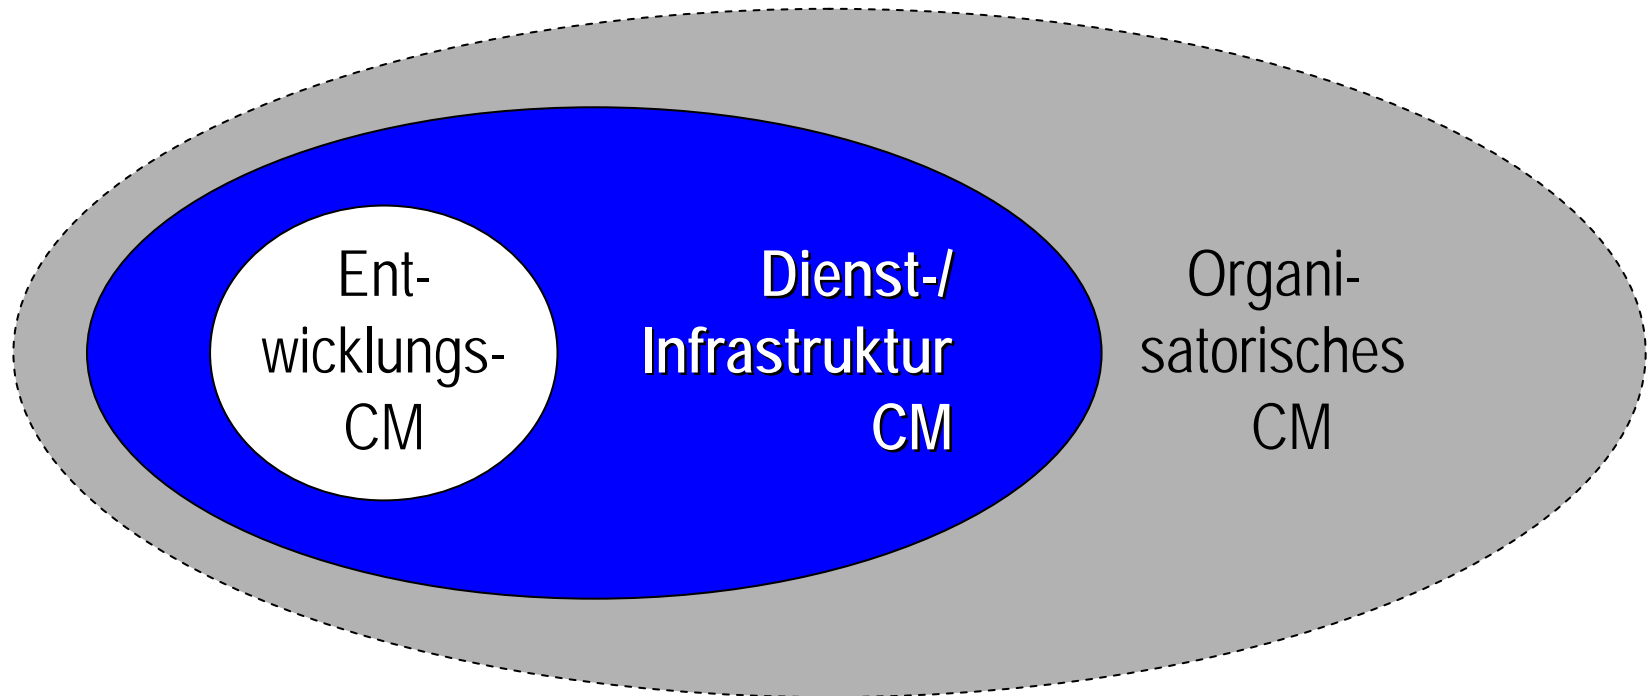 Ent-
wicklungs-
CM
Dienst-/
Infrastruktur
CM
Organi-
satorisches
CM